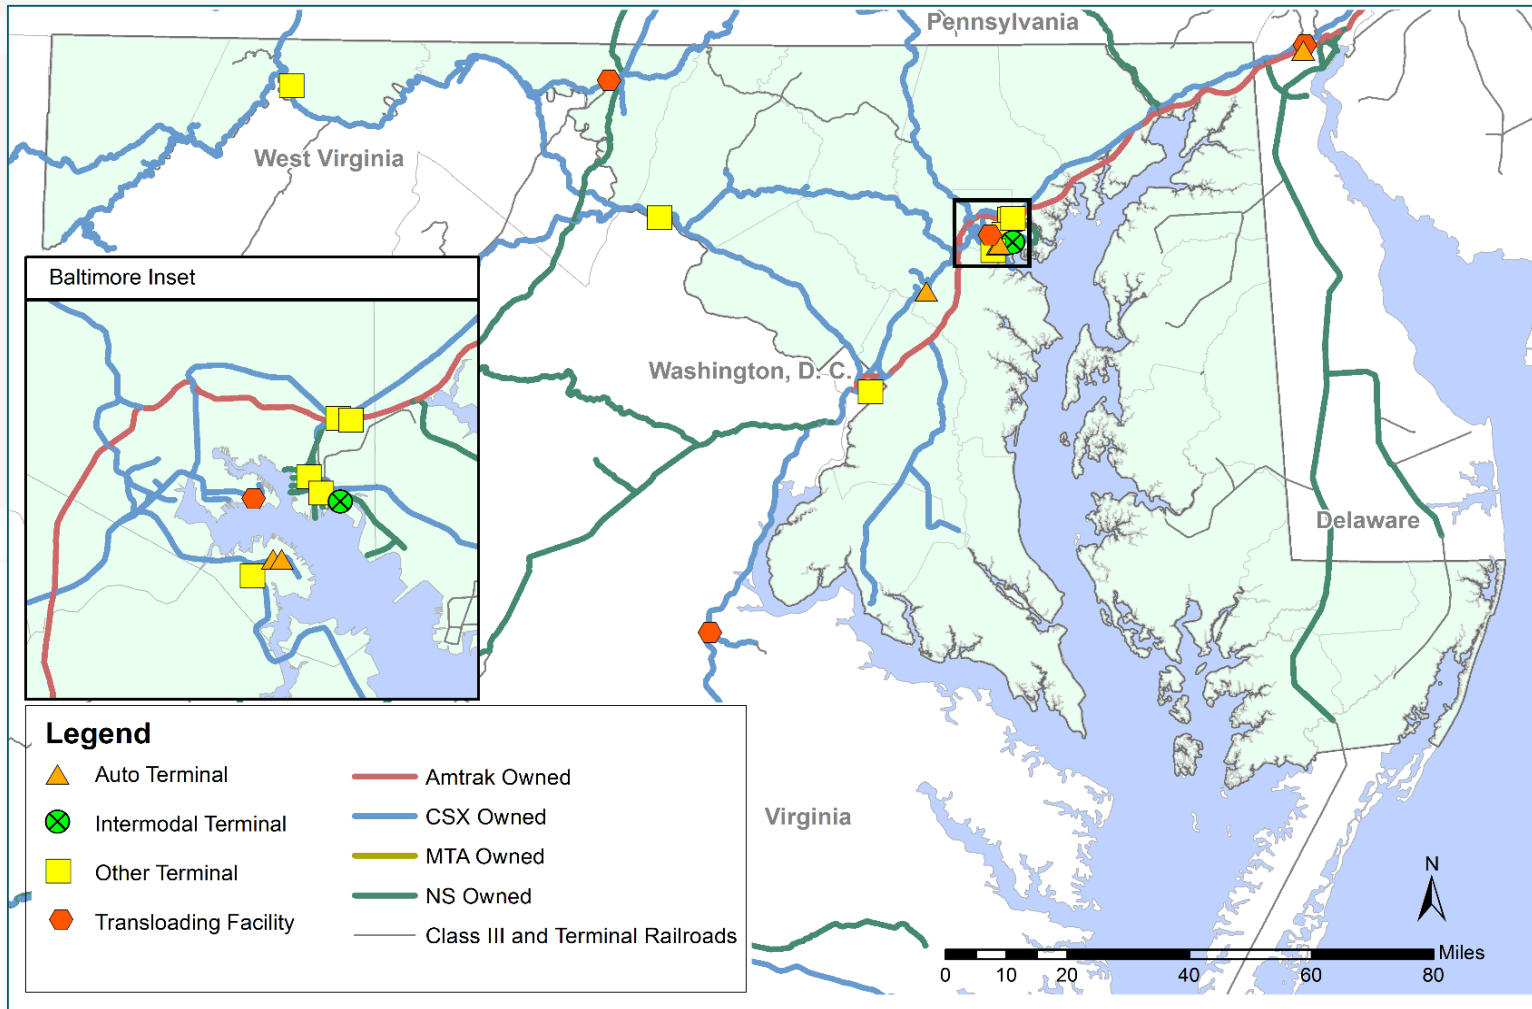 Pennsylvania
West Virginia
Baltimore Inset
Washington, D. C.
Delaware
Virginia
Legend
Auto Terminal
Intermodal Terminal
Other Terminal
Transloading Facility
Amtrak Owned
CSX Owned
MTA Owned
NS Owned
Class III and Terminal Railroads
N
Miles
0 10 20 40 60 80